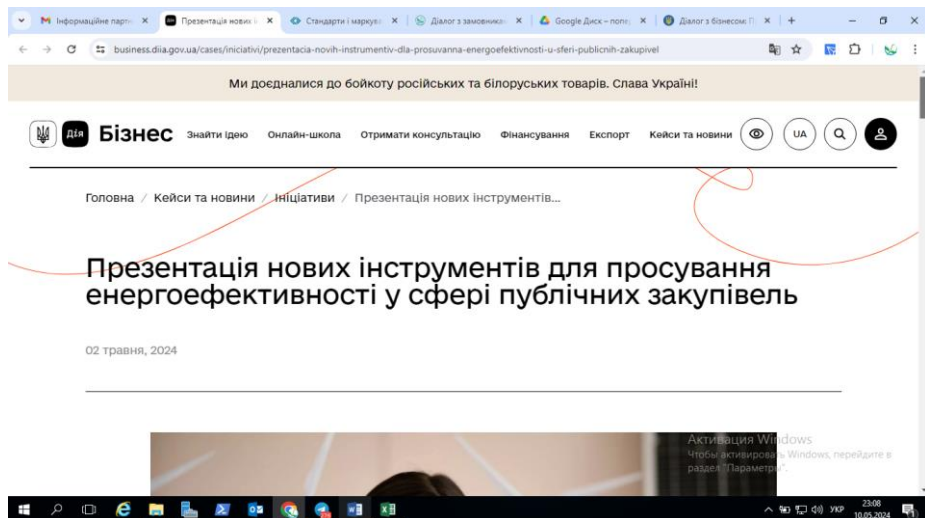 Інформаційне партн
Презентація нових і
Стандарти і маркува
Діалог з замовникам
Google Диск – попе
Діалог з бізнесом: П
business.diia.gov.ua/cases/iniciativi/prezentacia-novih-instrumentiv-dla-prosuvanna-energoefektivnosti-u-sferi-publicnih-zakupivel
Ми доєдналися до бойкоту російських та білоруських товарів. Слава Україні!
Дія Бізнес Знайти ідею Онлайн-школа Отримати консультацію Фінансування Експорт Кейси та новини UA
Головна / Кейси та новини / Ініціативи / Презентація нових інструментів...
Презентація нових інструментів для просування
енергоефективності у сфері публічних закупівель
02 травня, 2024
Активация Windows
Чтобы активировать Windows, перейдите в
раздел "Параметры".
УКР
23:08
10.05.2024